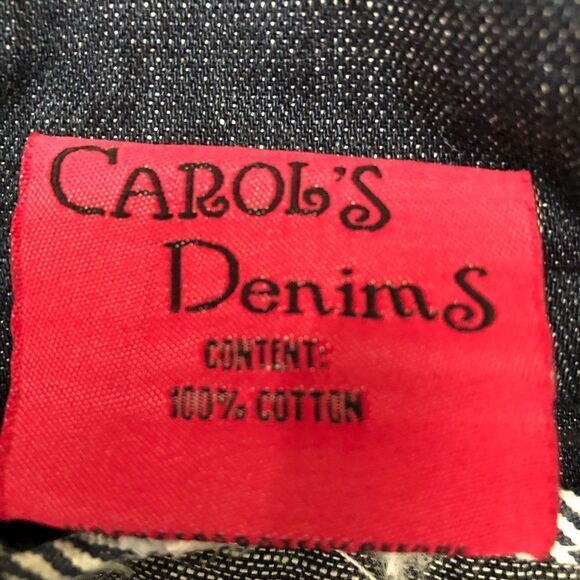 CAROL'S
Denims
CONTENT:
100% COTTON